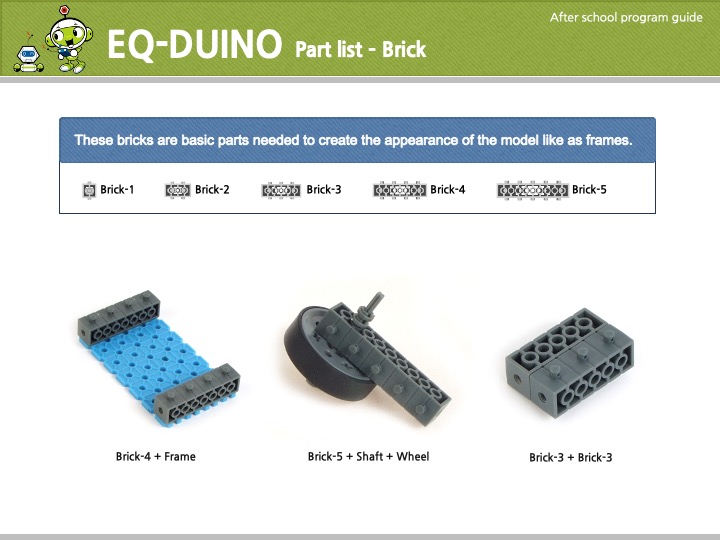 After school program guide
EQ-DUINO Part list - Brick
These bricks are basic parts needed to create the appearance of the model like as frames.
Brick-1 Brick-2 Brick-3 Brick-4 Brick-5
Brick-4 + Frame Brick-5 + Shaft + Wheel Brick-3 + Brick-3